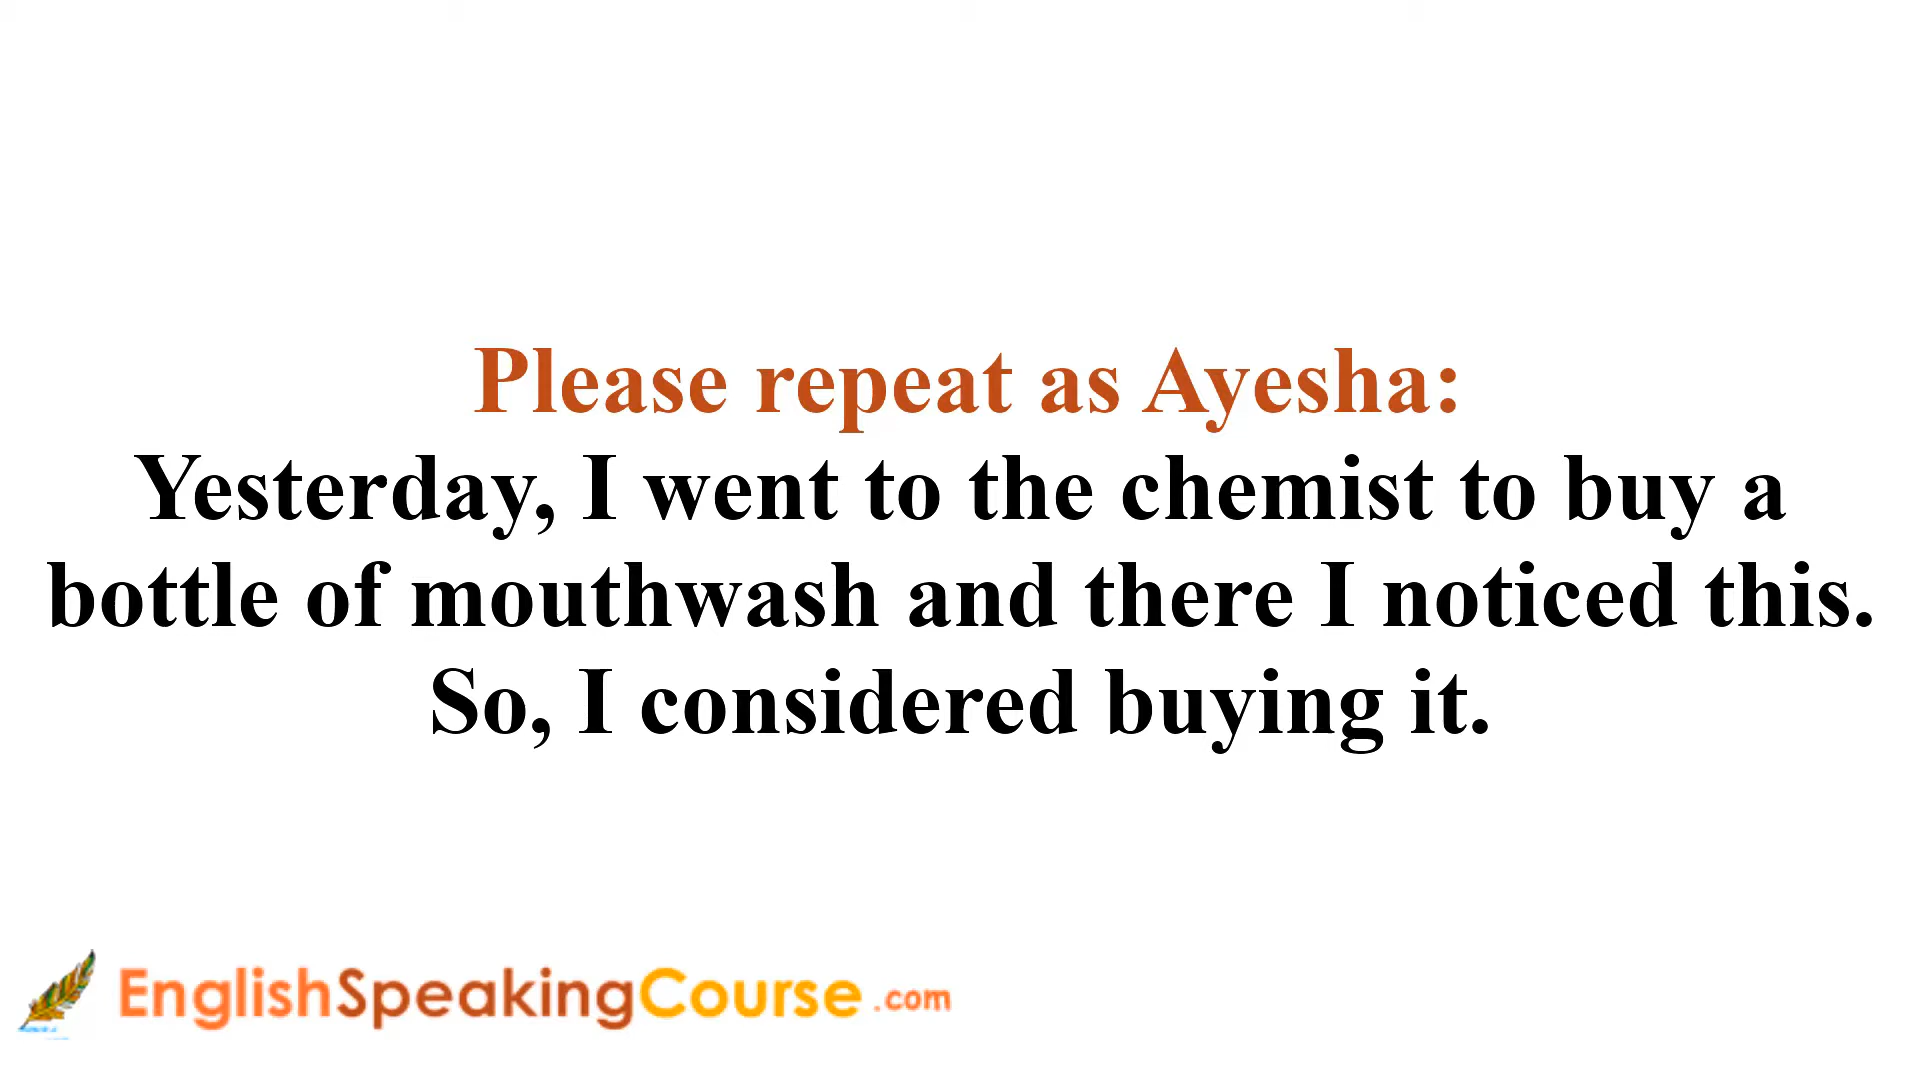 Please repeat as Ayesha:
Yesterday, I went to the chemist to buy a
bottle of mouthwash and there I noticed this.
So, I considered buying it.
EnglishSpeakingCourse.com